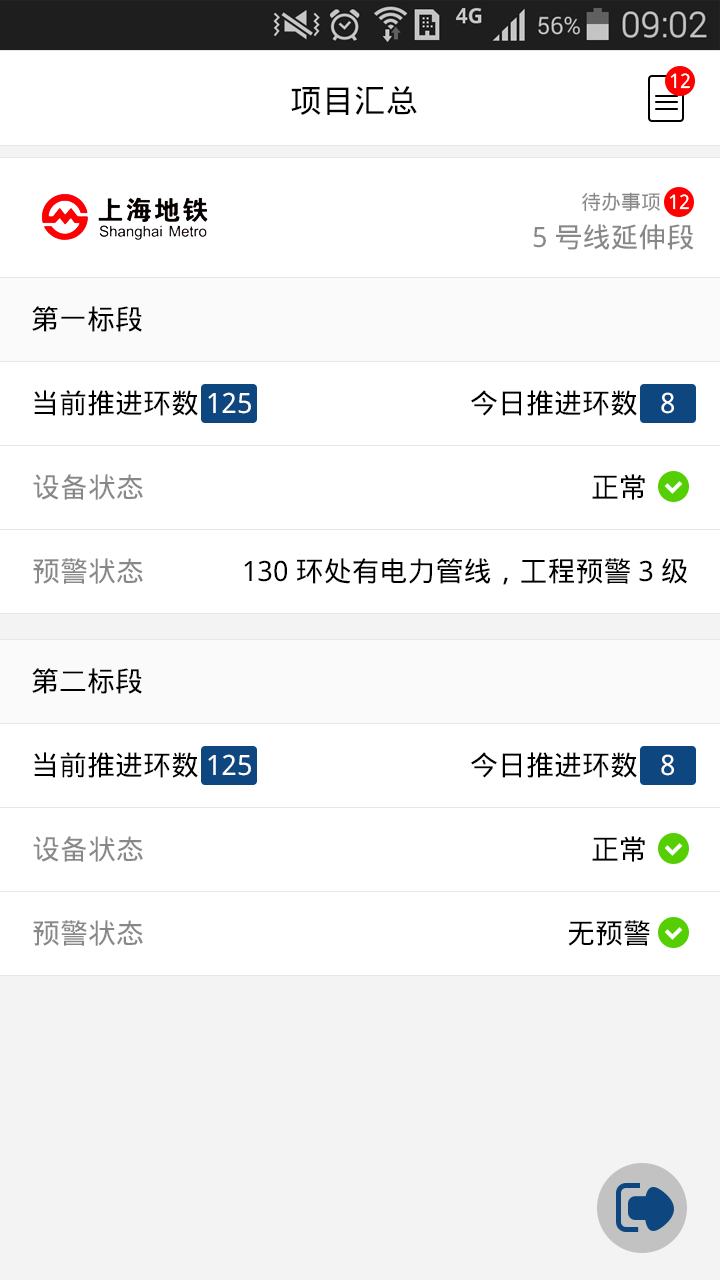 4G 56% 09:02
项目汇总 12
上海地铁
Shanghai Metro
待办事项 12
5 号线延伸段
第一标段
当前推进环数 125 今日推进环数 8
设备状态 正常
预警状态 130 环处有电力管线，工程预警 3 级
第二标段
当前推进环数 125 今日推进环数 8
设备状态 正常
预警状态 无预警